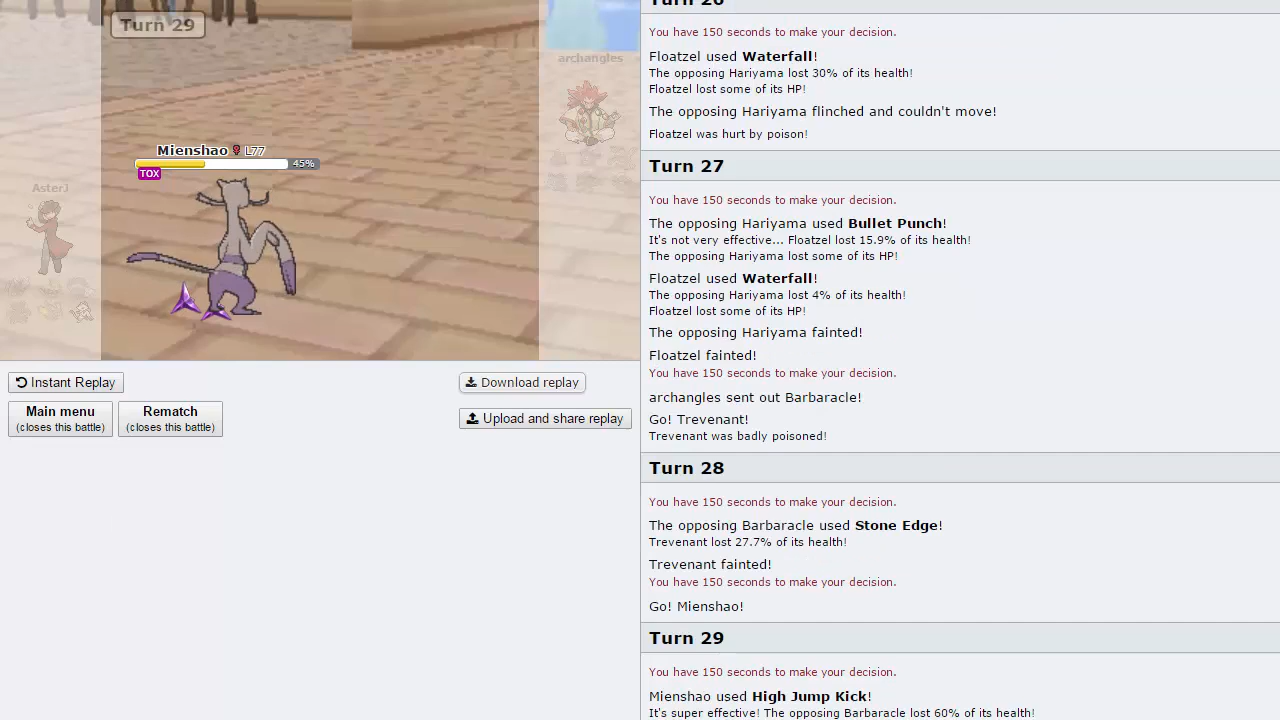 Turn 29
archangles
Mienshao L77
45%
TOX
AsterJ
Instant Replay
Download replay
Main menu
(closes this battle)
Rematch
(closes this battle)
Upload and share replay
Turn 26
You have 150 seconds to make your decision.
Floatzel used Waterfall!
The opposing Hariyama lost 30% of its health!
Floatzel lost some of its HP!
The opposing Hariyama flinched and couldn't move!
Floatzel was hurt by poison!
Turn 27
You have 150 seconds to make your decision.
The opposing Hariyama used Bullet Punch!
It's not very effective... Floatzel lost 15.9% of its health!
The opposing Hariyama lost some of its HP!
Floatzel used Waterfall!
The opposing Hariyama lost 4% of its health!
Floatzel lost some of its HP!
The opposing Hariyama fainted!
Floatzel fainted!
You have 150 seconds to make your decision.
archangles sent out Barbaracle!
Go! Trevenant!
Trevenant was badly poisoned!
Turn 28
You have 150 seconds to make your decision.
The opposing Barbaracle used Stone Edge!
Trevenant lost 27.7% of its health!
Trevenant fainted!
You have 150 seconds to make your decision.
Go! Mienshao!
Turn 29
You have 150 seconds to make your decision.
Mienshao used High Jump Kick!
It's super effective! The opposing Barbaracle lost 60% of its health!